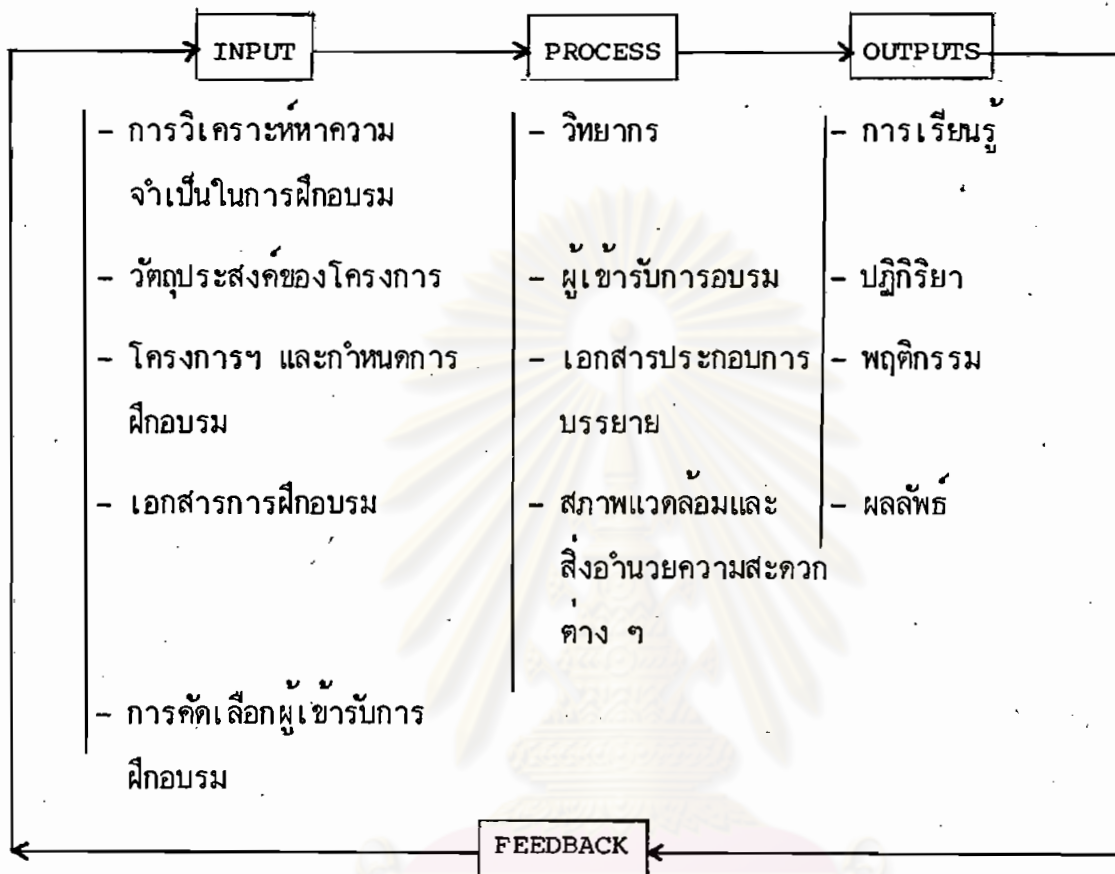 INPUT
PROCESS
OUTPUTS
- การวิเคราะห์หาความ
จำเป็นในการฝึกอบรม
- วัตถุประสงค์ของโครงการ
- โครงการฯ และกำหนดการ
ฝึกอบรม
- เอกสารการฝึกอบรม
- การคัดเลือกผู้เข้ารับการ
ฝึกอบรม
- วิทยากร
- ผู้เข้ารับการอบรม
- เอกสารประกอบการ
บรรยาย
- สภาพแวดล้อมและ
สิ่งอำนวยความสะดวก
ต่าง ๆ
- การเรียนรู้
- ปฏิกิริยา
- พฤติกรรม
- ผลลัพธ์
FEEDBACK